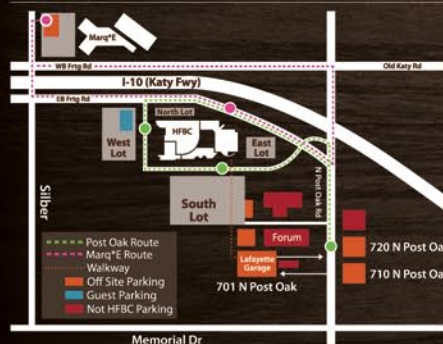 Marq*E
WB Frtg Rd
Old Katy Rd
I-10 (Katy Fwy)
EB Frtg Rd
North Lot
HFBC
West
Lot
East
Lot
N Post Oak Rd
Silber
South
Lot
Forum
Lafayette
Garage
701 N Post Oak
720 N Post Oa
710 N Post Oa
Post Oak Route
Marq*E Route
Walkway
Off Site Parking
Guest Parking
Not HFBC Parking
Memorial Dr